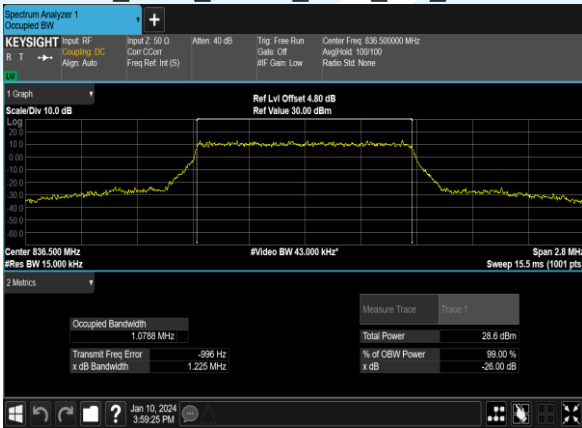 Spectrum Analyzer 1
Occupied BW
+
KEYSIGHT
R T
LU
Input: RF
Coupling: DC
Align: Auto
Input Z: 50 Ω
Corr CCorr
Freq Ref: Int (S)
Atten: 40 dB
Trig: Free Run
Gate: Off
#IF Gain: Low
Center Freq: 836.500000 MHz
Avg|Hold: 100/100
Radio Std: None
1 Graph
Scale/Div 10.0 dB
Ref Lvl Offset 4.80 dB
Ref Value 30.00 dBm
Log
20.0
10.0
0.00
-10.0
-20.0
-30.0
-40.0
-50.0
-60.0
Center 836.500 MHz
#Video BW 43.000 kHz*
Span 2.8 MHz
#Res BW 15.000 kHz
Sweep 15.5 ms (1001 pts)
2 Metrics
Measure Trace
Trace 1
Occupied Bandwidth
1.0788 MHz
Total Power
28.6 dBm
Transmit Freq Error
-996 Hz
% of OBW Power
99.00 %
x dB Bandwidth
1.225 MHz
x dB
-26.00 dB
?
Jan 10, 2024
3:59:25 PM